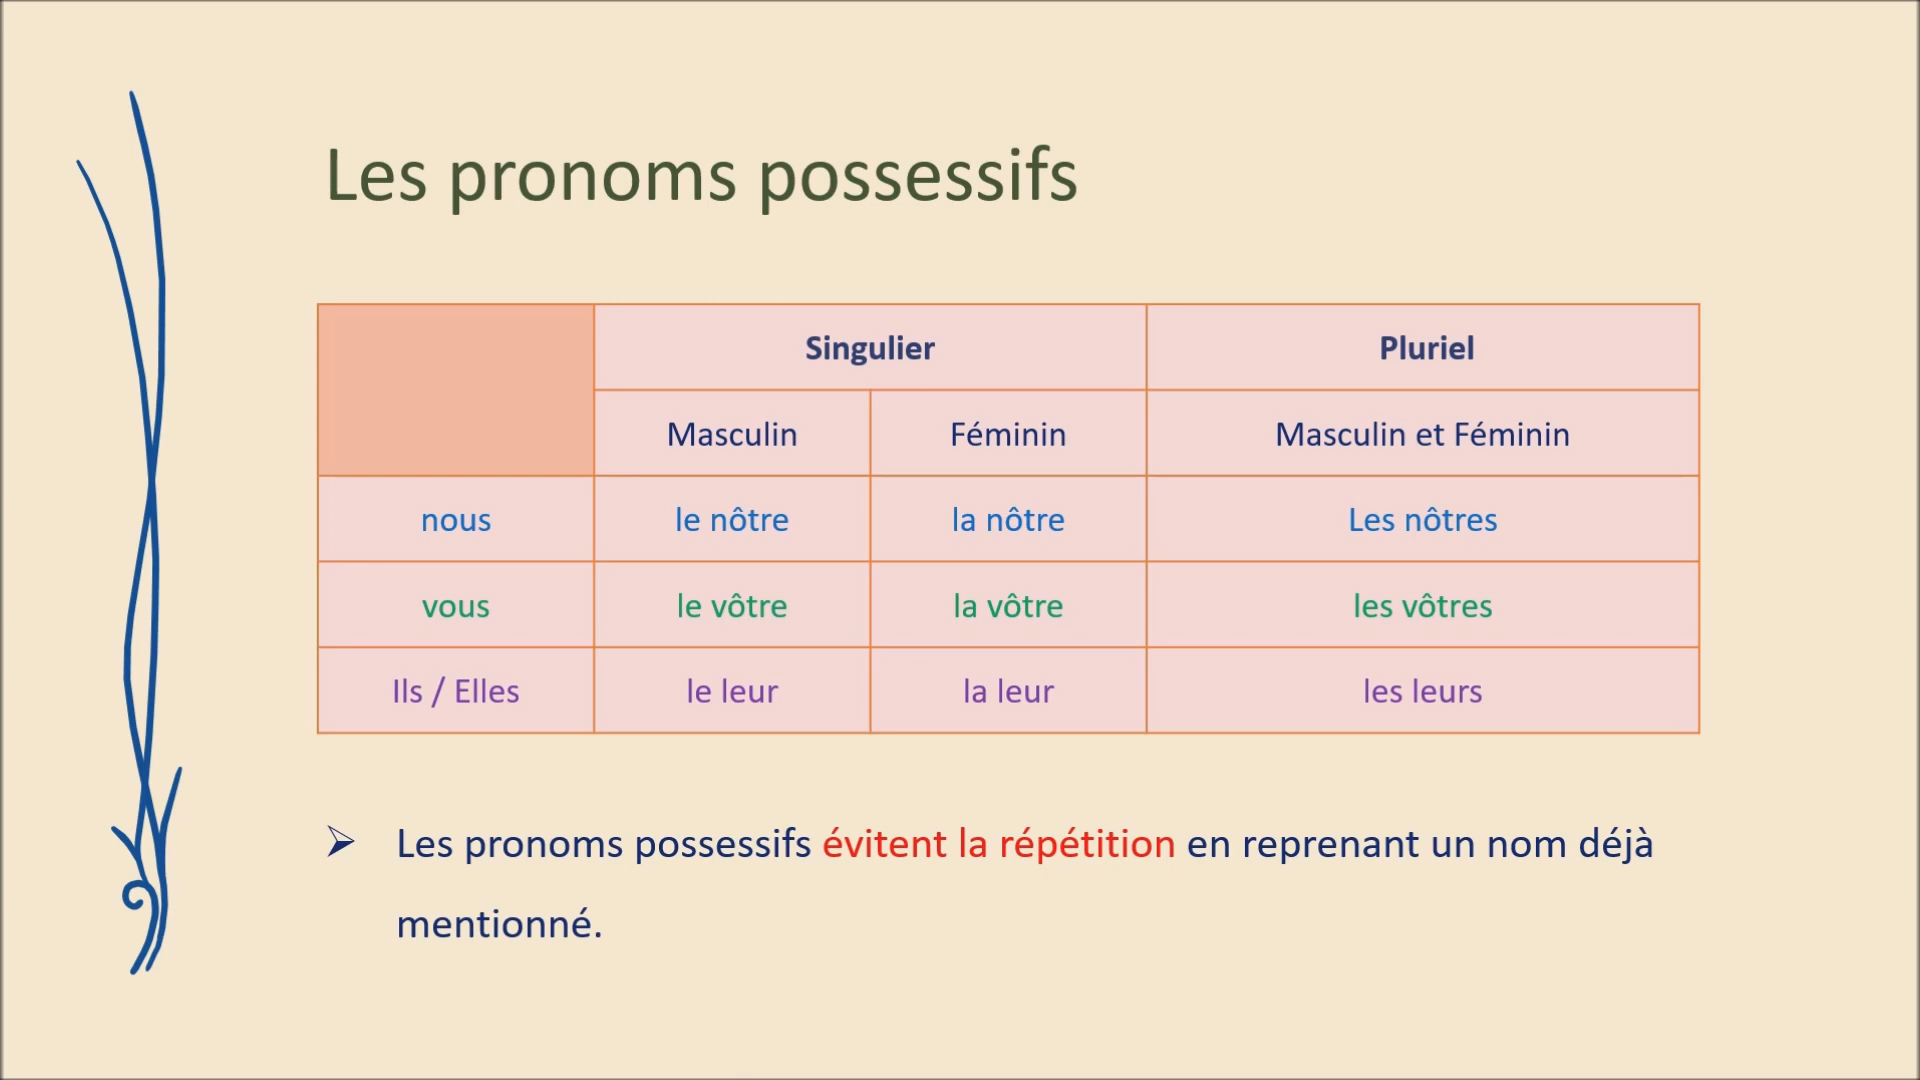 Les pronoms possessifs
Singulier Pluriel
Masculin Féminin Masculin et Féminin
nous le nôtre la nôtre Les nôtres
vous le vôtre la vôtre les vôtres
Ils / Elles le leur la leur les leurs
Les pronoms possessifs évitent la répétition en reprenant un nom déjà
mentionné.